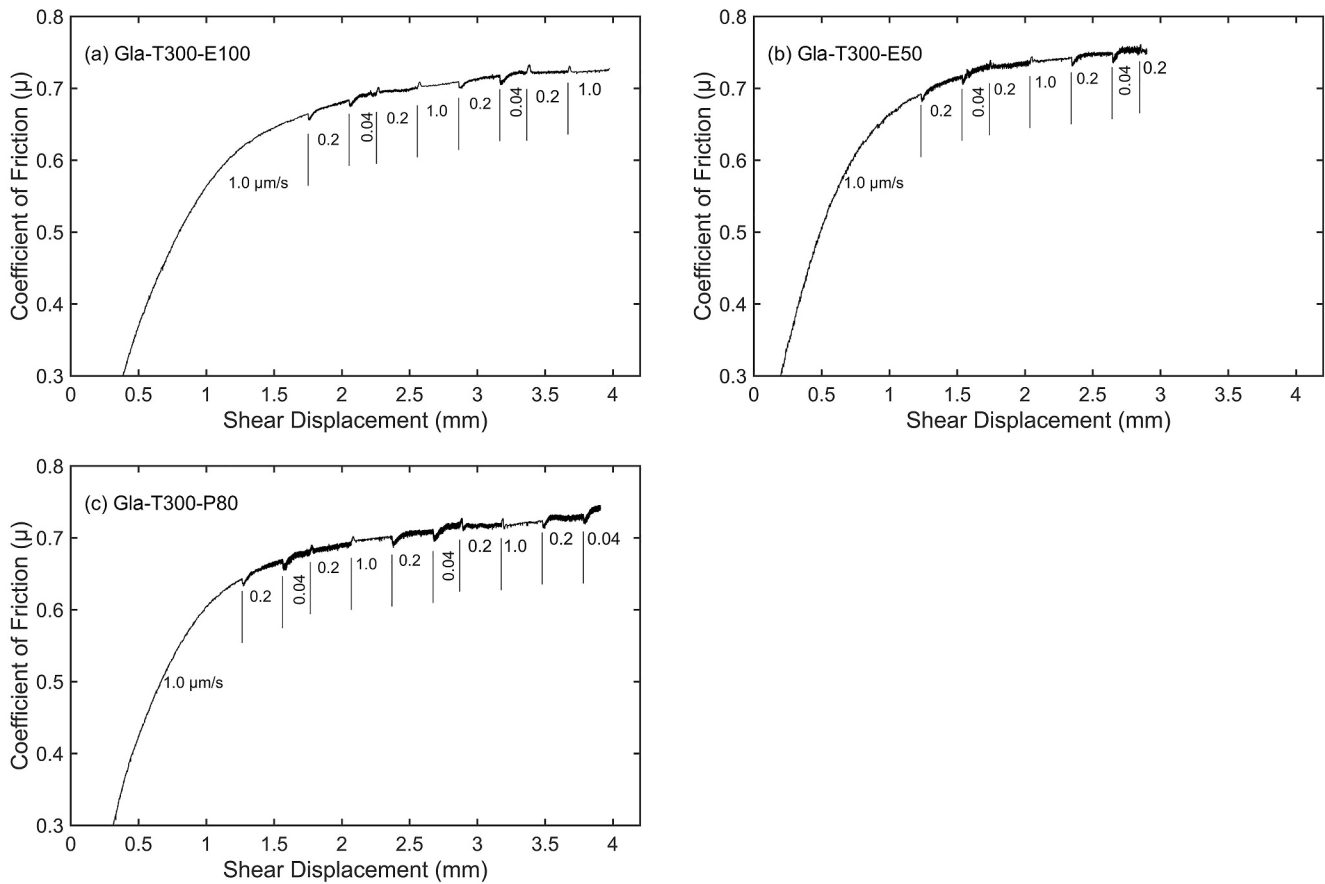 0.8
(a) Gla-T300-E100
0.7
0.6
0.5
0.4
0.3
Coefficient of Friction (µ)
1.0 µm/s
0.2
0.04
0.2
1.0
0.2
0.04
0.2
1.0
0 0.5 1 1.5 2 2.5 3 3.5 4
Shear Displacement (mm)
0.8
(b) Gla-T300-E50
0.7
0.6
0.5
0.4
0.3
Coefficient of Friction (µ)
1.0 µm/s
0.2
0.04
0.2
1.0
0.2
0.04
0.2
0 0.5 1 1.5 2 2.5 3 3.5 4
Shear Displacement (mm)
0.8
(c) Gla-T300-P80
0.7
0.6
0.5
0.4
0.3
Coefficient of Friction (µ)
1.0 µm/s
0.2
0.04
0.2
1.0
0.2
0.04
0.2
1.0
0.2
0.04
0 0.5 1 1.5 2 2.5 3 3.5 4
Shear Displacement (mm)